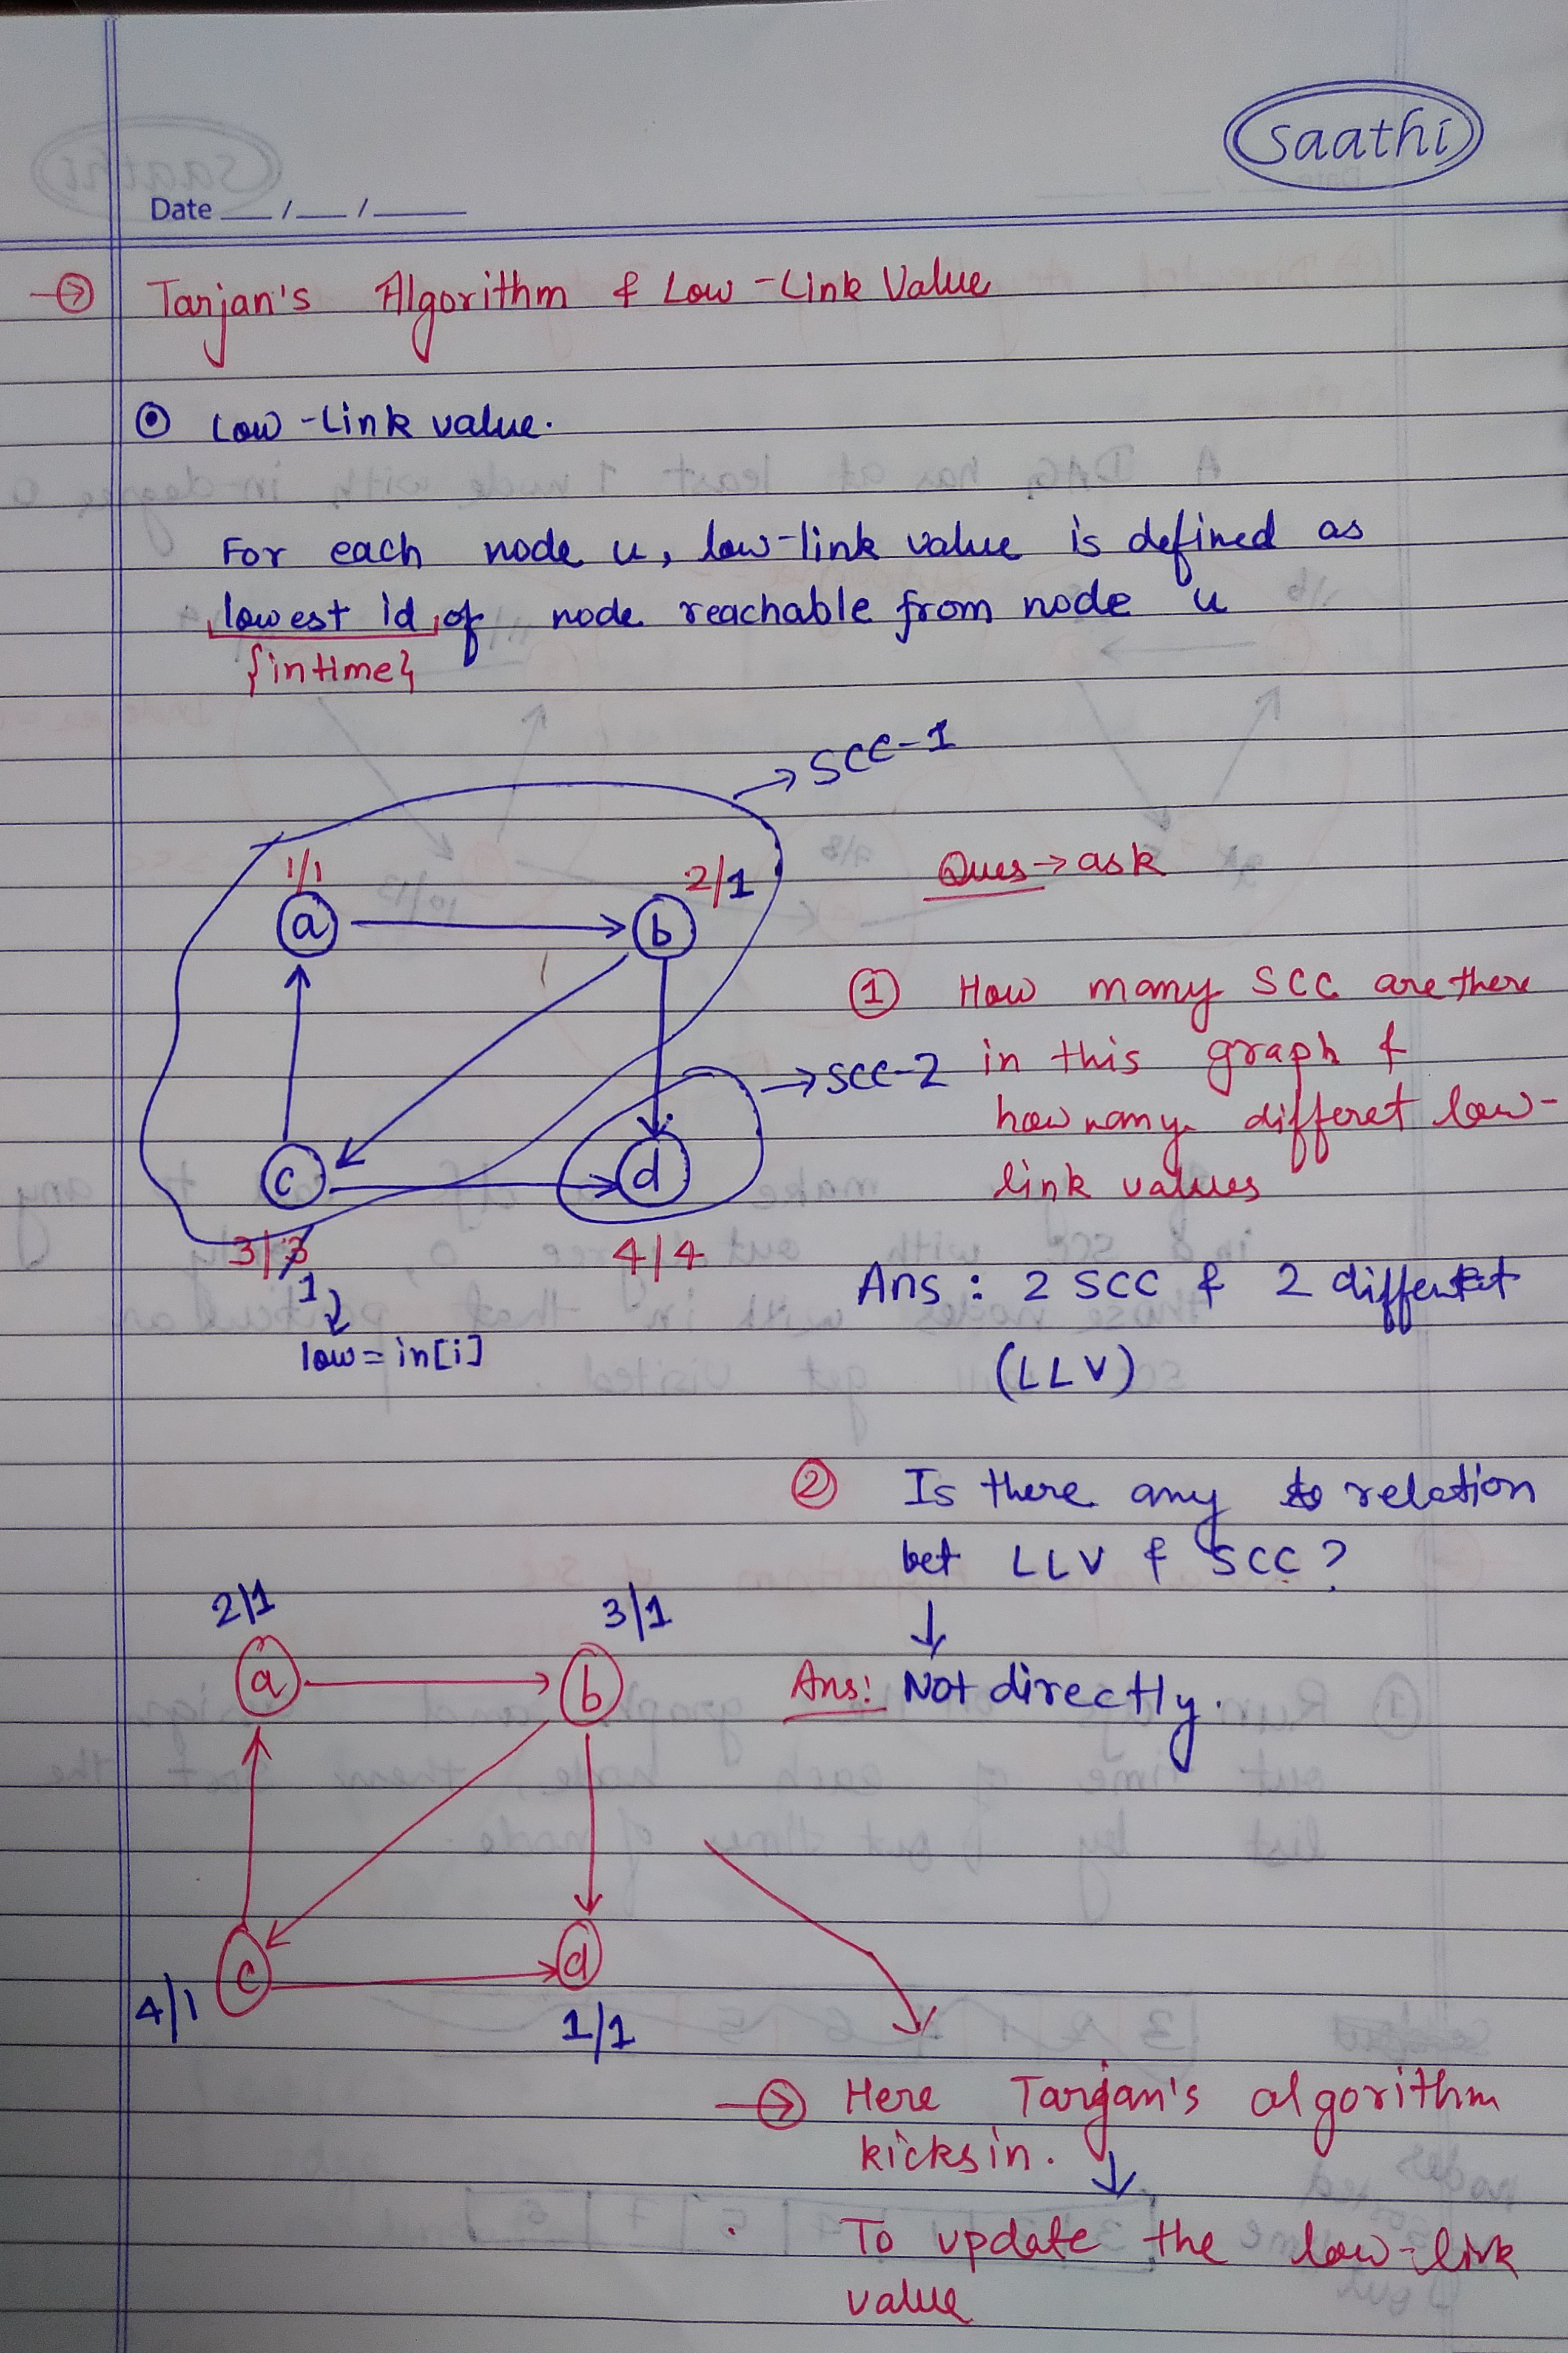 saathi
Date __/__/____
Tarjan's Algorithm & Low-Link Value
Low-Link value.
For each node u, low-link value is defined as
lowest id of node reachable from node u
{intime}
→ SCC-1
1/1
2/1
Ques → ask
a
b
① How many SCC are there
→ SCC-2
in this graph &
how many differet low-
link values
c
d
3/3
4/4
1
Ans : 2 SCC & 2 different
low = in[i]
(LLV)
② Is there any relation
bet LLV & SCC?
2/1
3/1
↓
a
b
Ans: Not directly.
c
d
4/1
1/1
→ Here Tarjan's algorithm
kicks in. ↓
To update the low-link
value